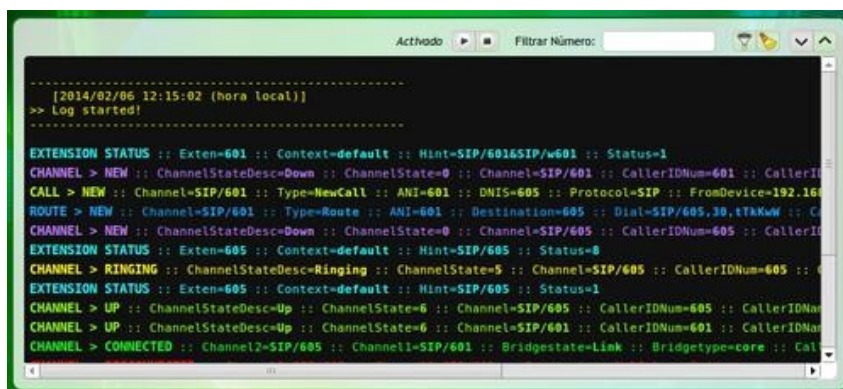 Activado Filtrar Número:
--------------------------------------------------
[2014/02/06 12:15:02 (hora local)]
>> Log started!
--------------------------------------------------
EXTENSION STATUS :: Exten=601 :: Context=default :: Hint=SIP/601&SIP/w601 :: Status=1
CHANNEL > NEW :: ChannelStateDesc=Down :: ChannelState=0 :: Channel=SIP/601 :: CallerIDNum=601 :: CallerID
CALL > NEW :: Channel=SIP/601 :: Type=NewCall :: ANI=601 :: DNIS=605 :: Protocol=SIP :: FromDevice=192.168
ROUTE > NEW :: Channel=SIP/601 :: Type=Route :: ANI=601 :: Destination=605 :: Dial=SIP/605,30,tTkKwW ::
CHANNEL > NEW :: ChannelStateDesc=Down :: ChannelState=0 :: Channel=SIP/605 :: CallerIDNum=605 :: CallerID
EXTENSION STATUS :: Exten=605 :: Context=default :: Hint=SIP/605 :: Status=8
CHANNEL > RINGING :: ChannelStateDesc=Ringing :: ChannelState=5 :: Channel=SIP/605 :: CallerIDNum=605 ::
EXTENSION STATUS :: Exten=605 :: Context=default :: Hint=SIP/605 :: Status=1
CHANNEL > UP :: ChannelStateDesc=Up :: ChannelState=6 :: Channel=SIP/605 :: CallerIDNum=605 :: CallerIDNam
CHANNEL > UP :: ChannelStateDesc=Up :: ChannelState=6 :: Channel=SIP/601 :: CallerIDNum=601 :: CallerIDNam
CHANNEL > CONNECTED :: Channel2=SIP/605 :: Channel1=SIP/601 :: Bridgestate=Link :: Bridgetype=core :: Call